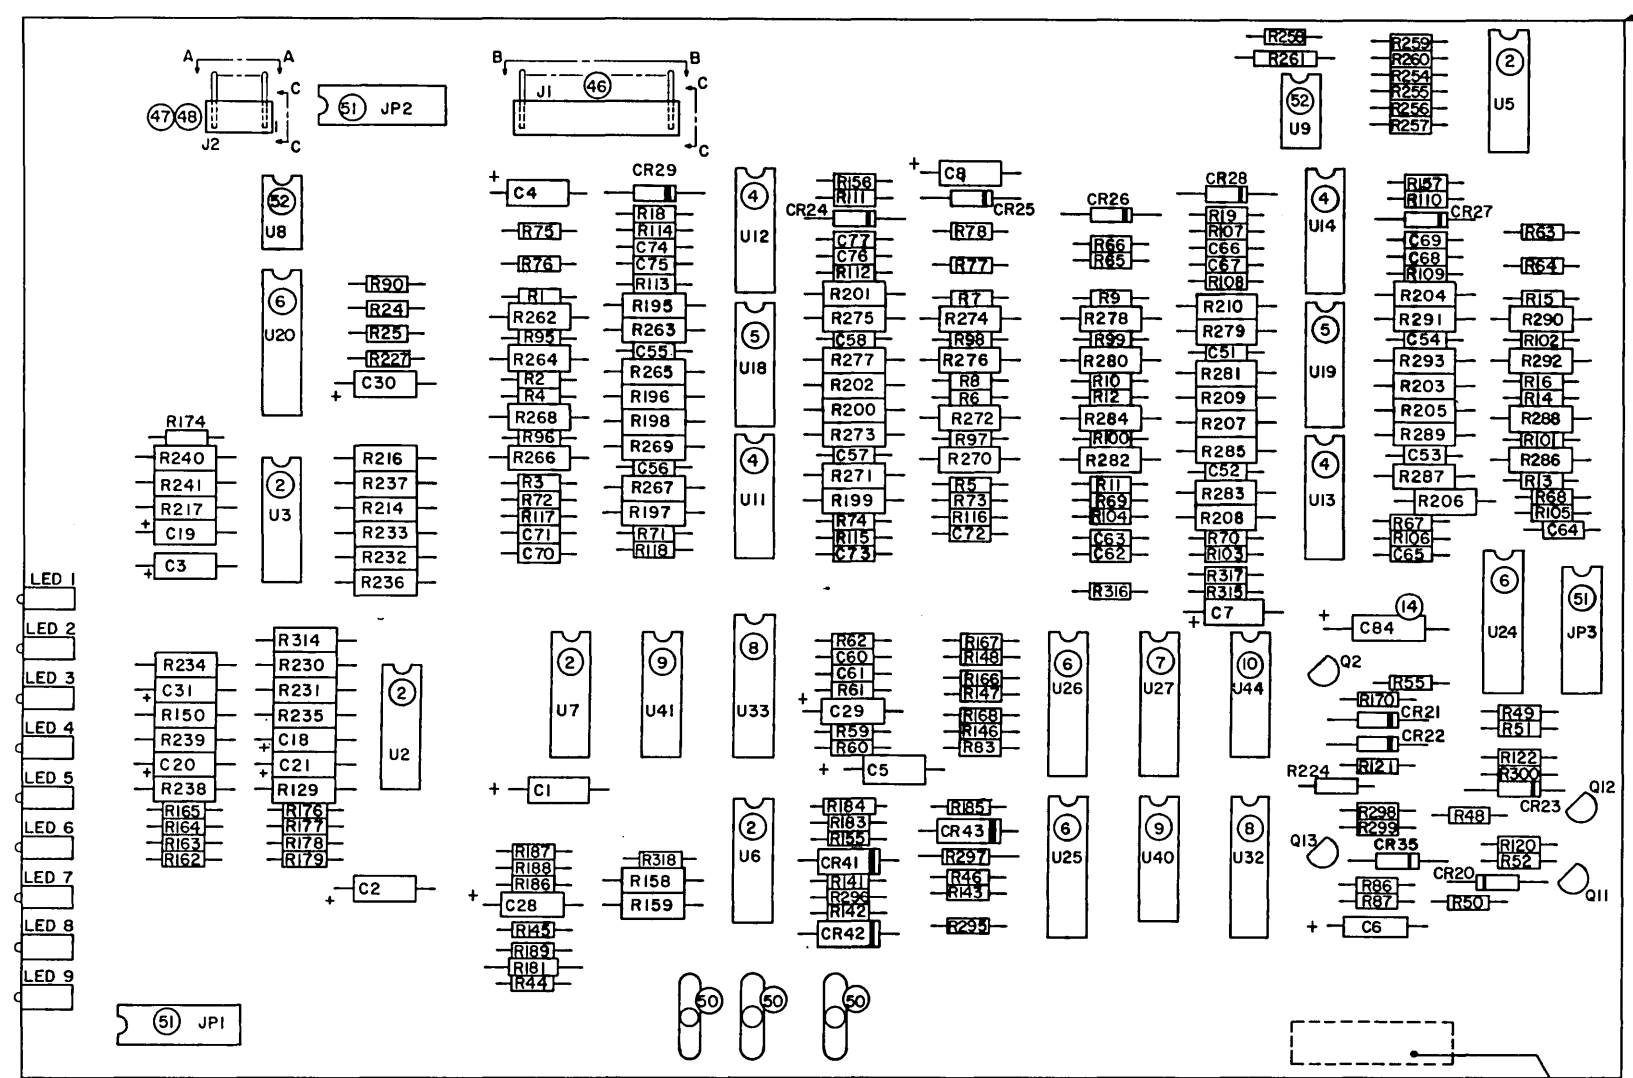 A A
C
C
47 48
J2
51 JP2
B B
J1 46
C
C
R258
R261
52
U9
R259
R260
R254
R255
R256
R257
2
U5
52
U8
6
U20
R90
R24
R25
R227
+ C30
R174
R240
R241
R217
+ C19
+ C3
2
U3
R216
R237
R214
R233
R232
R236
+ C4
R75
R76
R1
R262
R95
R264
R2
R4
R268
R96
R266
R3
R72
R117
C71
C70
CR29
R18
R114
C74
C75
R113
R195
R263
C55
R265
R196
R198
R269
C56
R267
R197
R71
R118
4
U12
5
U18
4
U11
R156
R111
CR24
C77
C76
R112
R201
R275
C58
R277
R202
R200
R273
C57
R271
R199
R74
R115
C73
+ C8
CR25
R78
R77
R7
R274
R98
R276
R8
R6
R272
R97
R270
R5
R73
R116
C72
CR26
R66
R65
R9
R278
R99
R280
R10
R12
R284
R100
R282
R11
R69
R104
C63
C62
R316
CR28
R19
R107
C66
C67
R108
R210
R279
C51
R281
R209
R207
R285
C52
R283
R208
R70
R103
R317
R315
+ C7
4
U14
5
U19
4
U13
R157
R110
CR27
C69
C68
R109
R204
R291
C54
R293
R203
R205
R289
C53
R287
R206
R67
R106
C65
R63
R64
R15
R290
R102
R292
R16
R14
R288
R101
R286
R13
R68
R105
C64
LED 1
LED 2
LED 3
LED 4
LED 5
LED 6
LED 7
LED 8
LED 9
R234
+ C31
R150
R239
+ C20
R238
R165
R164
R163
R162
R314
R230
R231
R235
+ C18
+ C21
R129
R176
R177
R178
R179
2
U2
+ C2
2
U7
9
U41
8
U33
+ C1
R187
R188
R186
+ C28
R145
R189
R181
R44
R318
R158
R159
2
U6
R62
C60
C61
R61
+ C29
R59
R60
+ C5
R184
R183
R155
CR41
R141
R296
R142
CR42
R167
R148
R166
R147
R168
R146
R83
R185
CR43
R297
R46
R143
R295
6
U26
7
U27
10
U44
6
U25
9
U40
8
U32
14
+ C84
6
U24
51
JP3
Q2
R55
R170
CR21
CR22
R121
R224
R49
R51
R122
R300
CR23
Q12
R298
R299
R48
Q13
CR35
R120
R52
CR20
Q11
R86
R87
R50
+ C6
51 JP1
50 50 50